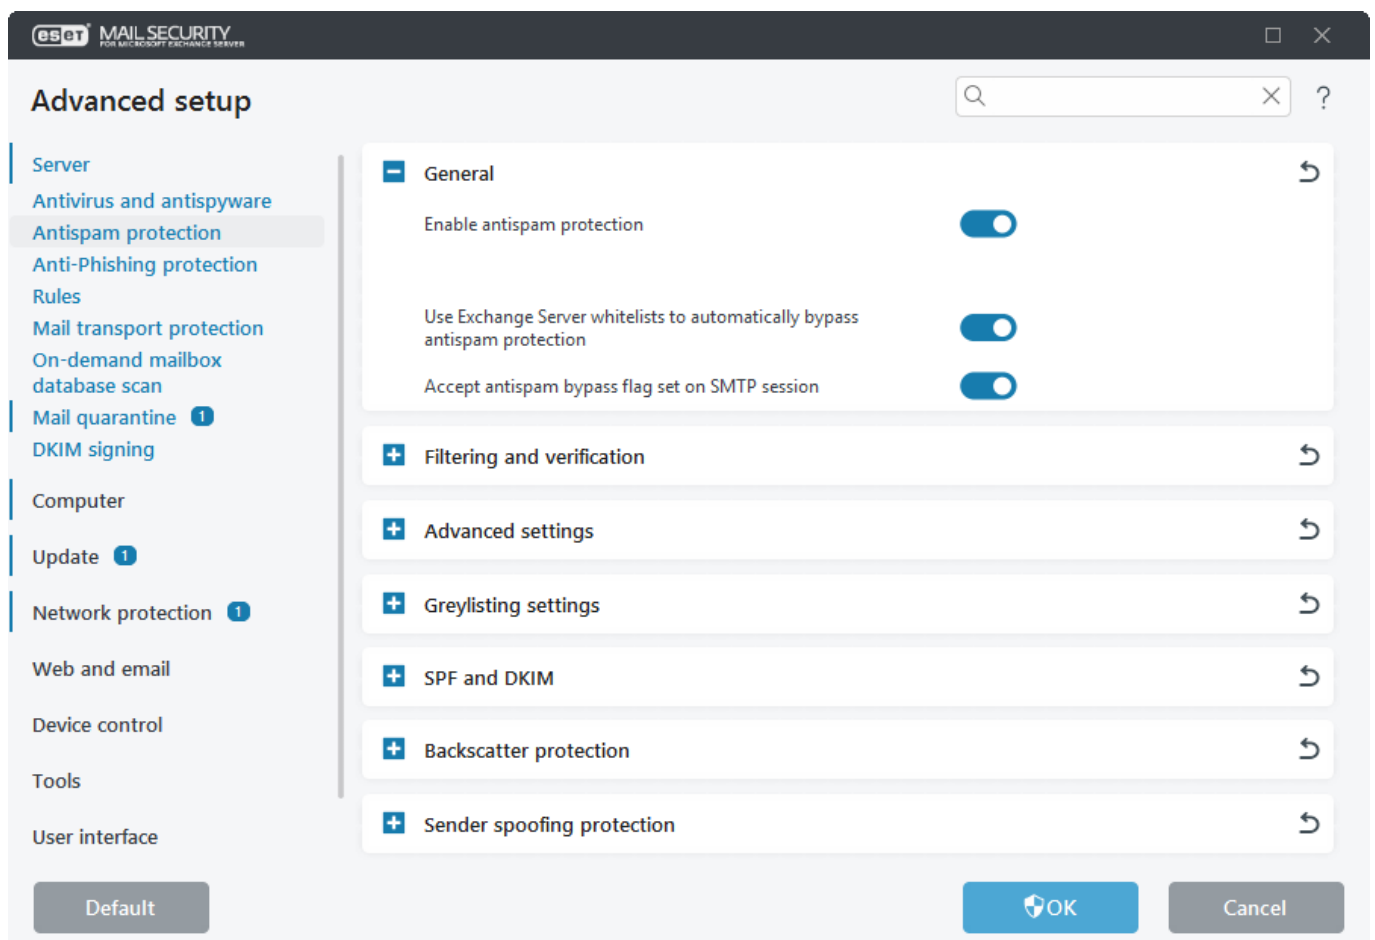 eset MAIL SECURITY
FOR MICROSOFT EXCHANGE SERVER
Advanced setup
?
Server
Antivirus and antispyware
Antispam protection
Anti-Phishing protection
Rules
Mail transport protection
On-demand mailbox
database scan
Mail quarantine 1
DKIM signing
Computer
Update 1
Network protection 1
Web and email
Device control
Tools
User interface
General
Enable antispam protection
Use Exchange Server whitelists to automatically bypass
antispam protection
Accept antispam bypass flag set on SMTP session
Filtering and verification
Advanced settings
Greylisting settings
SPF and DKIM
Backscatter protection
Sender spoofing protection
Default
OK
Cancel